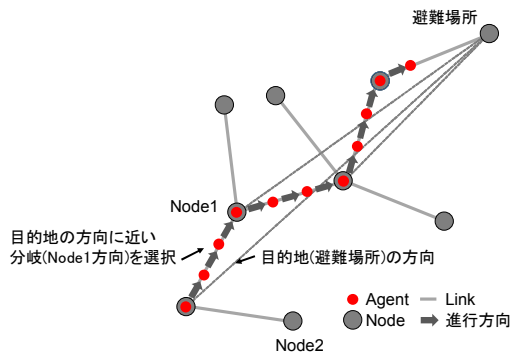 避難場所
Node1
目的地の方向に近い
分岐(Node1方向)を選択
目的地(避難場所)の方向
Agent
Link
Node
進行方向
Node2